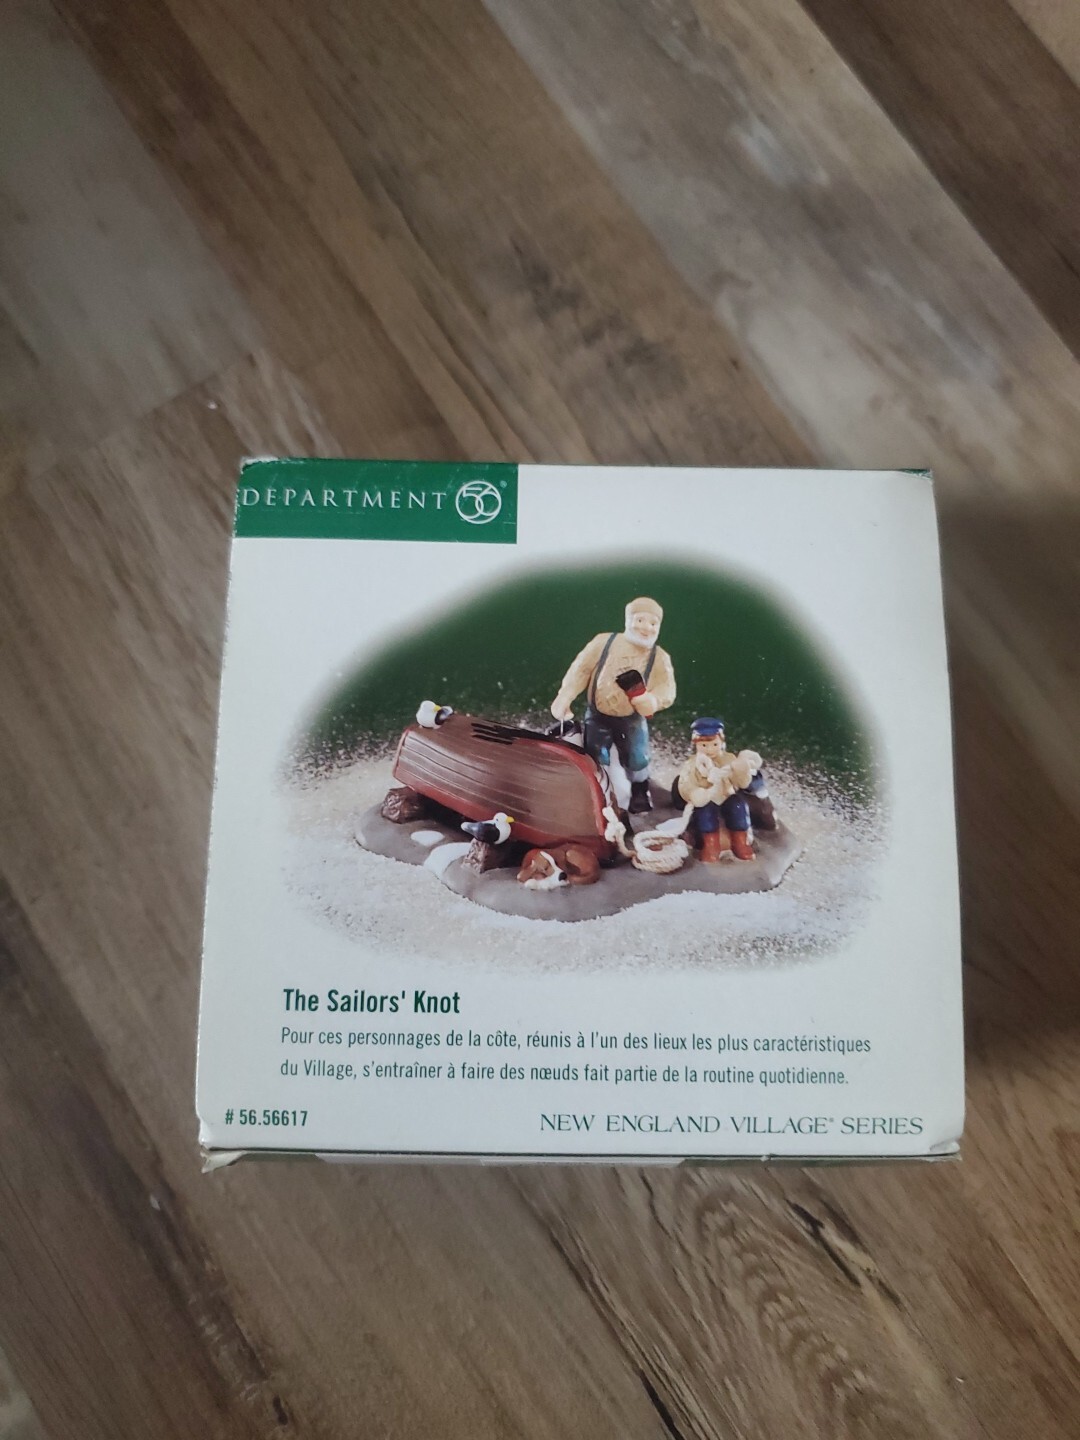 DEPARTMENT 56®
The Sailors' Knot
Pour ces personnages de la côte, réunis à l'un des lieux les plus caractéristiques
du Village, s'entraîner à faire des nœuds fait partie de la routine quotidienne.
# 56.56617
NEW ENGLAND VILLAGE® SERIES